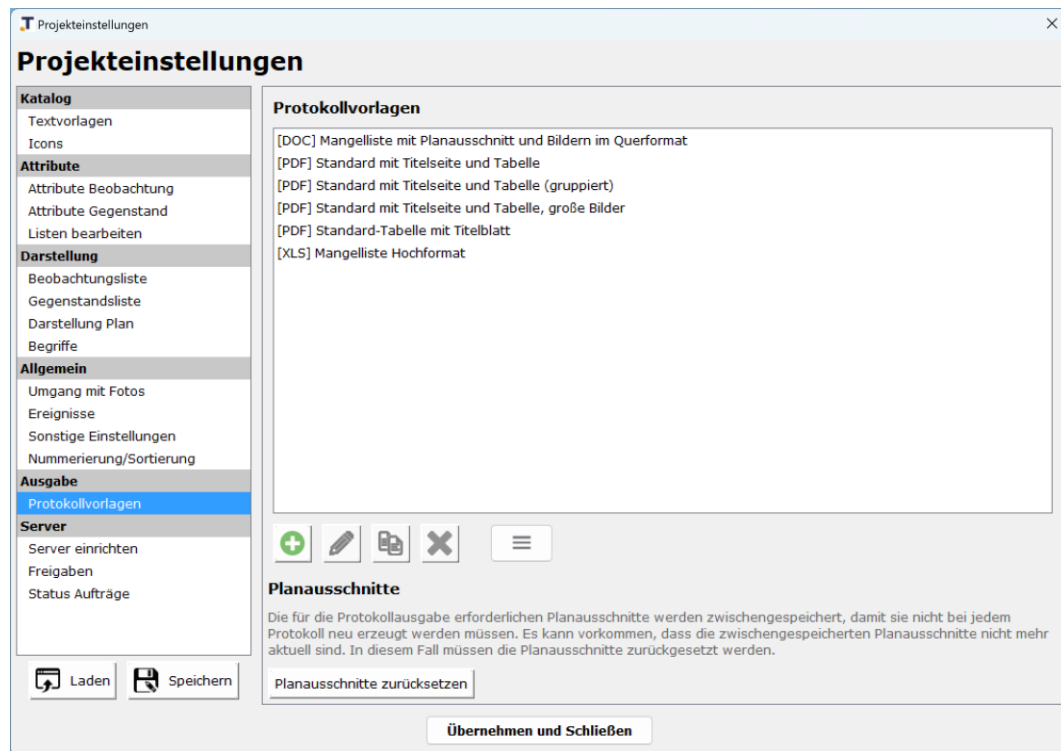 Projekteinstellungen
Projekteinstellungen
Katalog
Textvorlagen
Icons
Attribute
Attribute Beobachtung
Attribute Gegenstand
Listen bearbeiten
Darstellung
Beobachtungsliste
Gegenstandsliste
Darstellung Plan
Begriffe
Allgemein
Umgang mit Fotos
Ereignisse
Sonstige Einstellungen
Nummerierung/Sortierung
Ausgabe
Protokollvorlagen
Server
Server einrichten
Freigaben
Status Aufträge
Laden
Speichern
Protokollvorlagen
[DOC] Mangelliste mit Planausschnitt und Bildern im Querformat
[PDF] Standard mit Titelseite und Tabelle
[PDF] Standard mit Titelseite und Tabelle (gruppiert)
[PDF] Standard mit Titelseite und Tabelle, große Bilder
[PDF] Standard-Tabelle mit Titelblatt
[XLS] Mangelliste Hochformat
Planausschnitte
Die für die Protokollausgabe erforderlichen Planausschnitte werden zwischengespeichert, damit sie nicht bei jedem
Protokoll neu erzeugt werden müssen. Es kann vorkommen, dass die zwischengespeicherten Planausschnitte nicht mehr
aktuell sind. In diesem Fall müssen die Planausschnitte zurückgesetzt werden.
Planausschnitte zurücksetzen
Übernehmen und Schließen